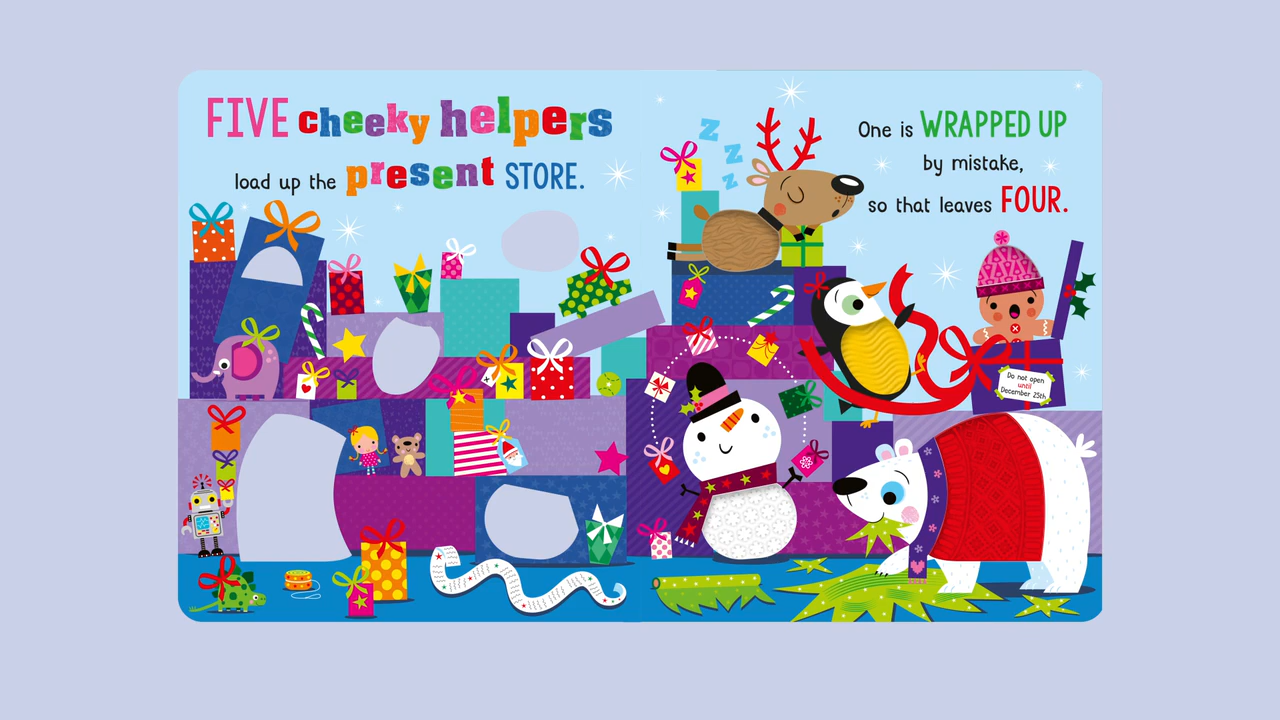 FIVE cheeky helpers
load up the present STORE.
One is WRAPPED UP
by mistake,
so that leaves FOUR.
z z z
Do not open
until
December 25th